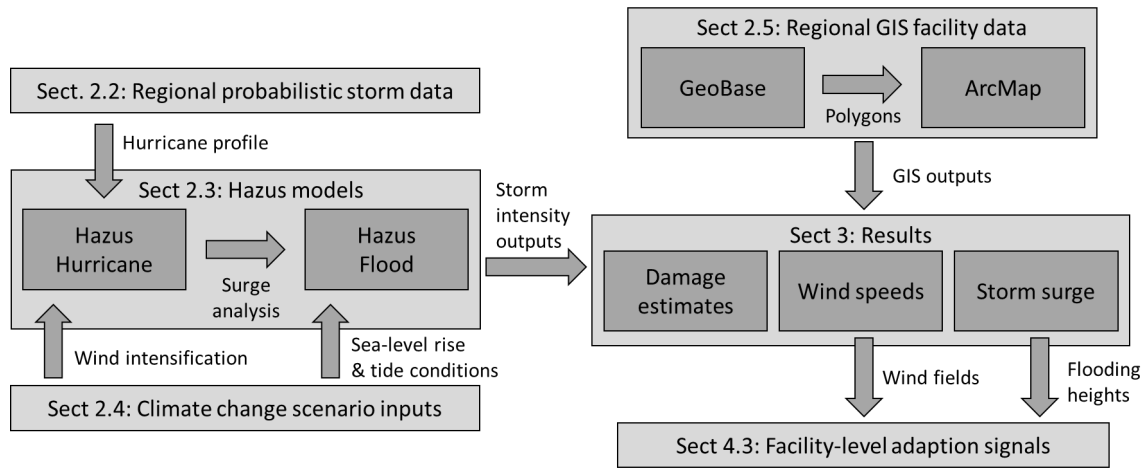 Sect 2.5: Regional GIS facility data
GeoBase
Polygons
ArcMap
Sect. 2.2: Regional probabilistic storm data
Hurricane profile
GIS outputs
Sect 2.3: Hazus models
Hazus
Hurricane
Surge
analysis
Hazus
Flood
Storm
intensity
outputs
Sect 3: Results
Damage
estimates
Wind speeds
Storm surge
Wind intensification
Sea-level rise
& tide conditions
Wind fields
Flooding
heights
Sect 2.4: Climate change scenario inputs
Sect 4.3: Facility-level adaption signals